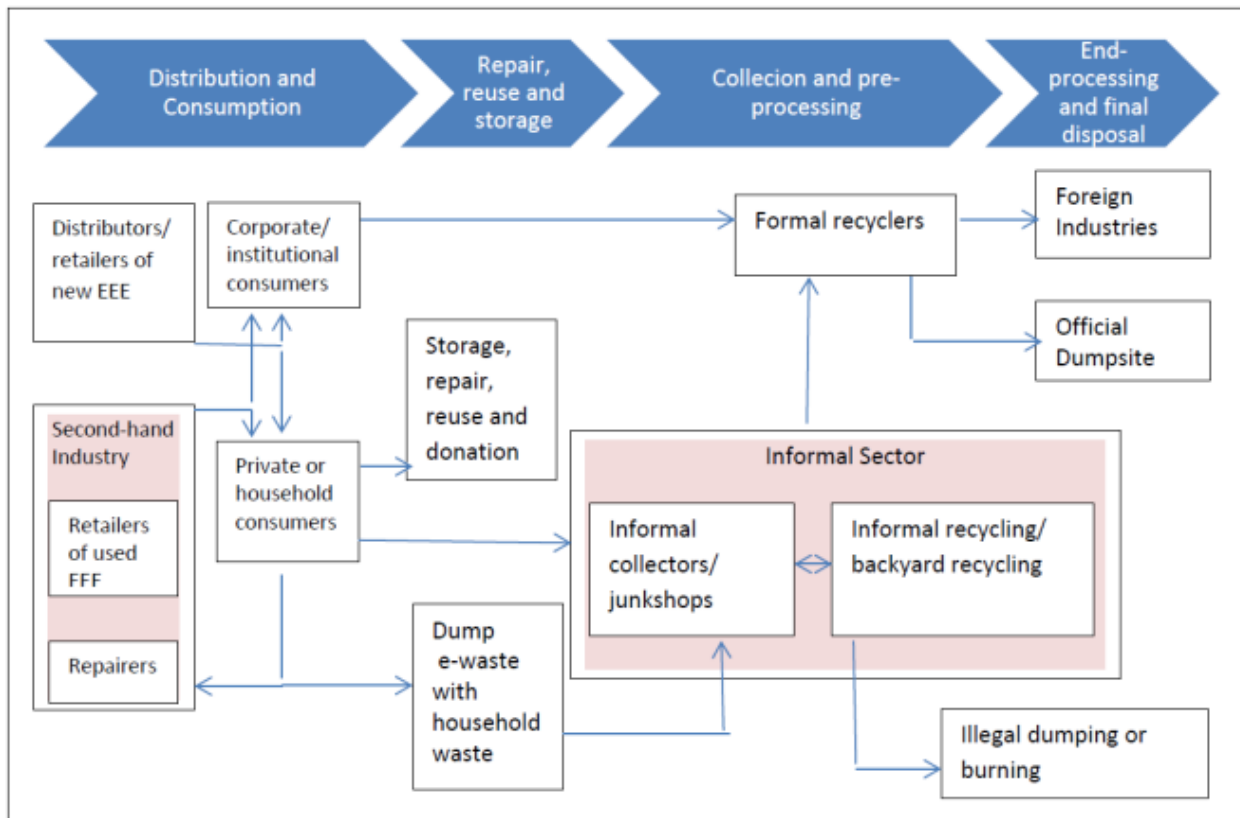 Distribution and
Consumption
Repair,
reuse and
storage
Collecion and pre-
processing
End-
processing
and final
disposal
Distributors/
retailers of
new EEE
Corporate/
institutional
consumers
Formal recyclers
Foreign
Industries
Official
Dumpsite
Storage,
repair,
reuse and
donation
Second-hand
Industry
Retailers
of used
FFF
Repairers
Private or
household
consumers
Informal Sector
Informal
collectors/
junkshops
Informal recycling/
backyard recycling
Dump
e-waste
with
household
waste
Illegal dumping or
burning